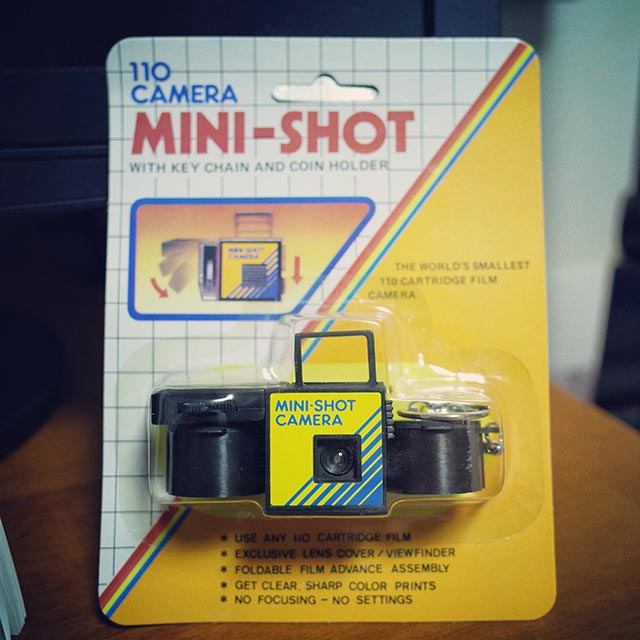 110
CAMERA
MINI-SHOT
WITH KEY CHAIN AND COIN HOLDER
MINI-SHOT
CAMERA
THE WORLD'S SMALLEST
110 CARTRIDGE FILM
CAMERA
MINI-SHOT
CAMERA
* USE ANY 110 CARTRIDGE FILM
* EXCLUSIVE LENS COVER/VIEWFINDER
* FOLDABLE FILM ADVANCE ASSEMBLY
* GET CLEAR, SHARP COLOR PRINTS
* NO FOCUSING - NO SETTINGS